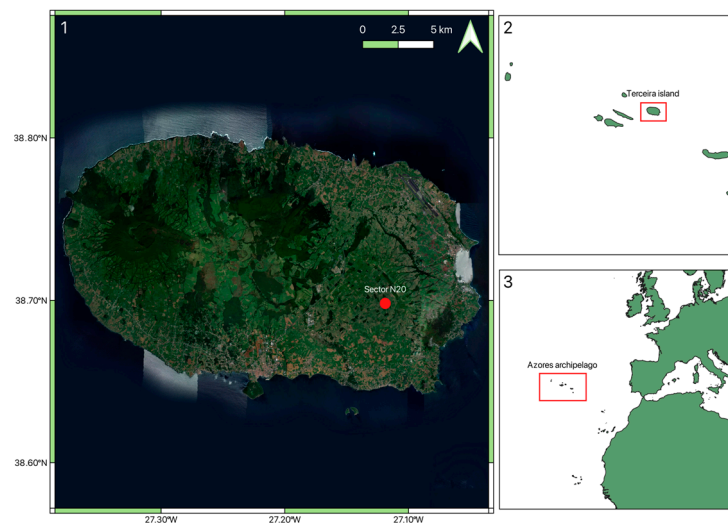 1
0 2.5 5 km
38.80°N
38.70°N
38.60°N
Sector N20
27.30°W 27.20°W 27.10°W
2
Terceira island
3
Azores archipelago